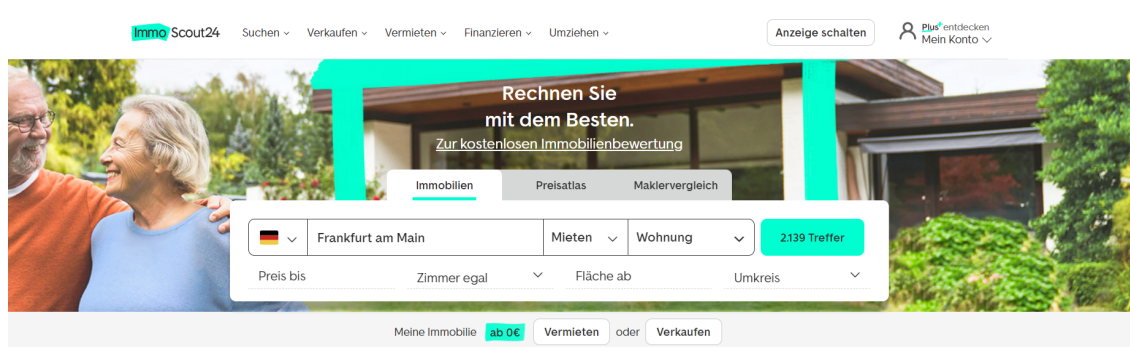 ImmoScout24 Suchen Verkaufen Vermieten Finanzieren Umziehen Anzeige schalten Plus+ entdecken
Mein Konto
Rechnen Sie
mit dem Besten.
Zur kostenlosen Immobilienbewertung
Immobilien Preisatlas Maklervergleich
Frankfurt am Main Mieten Wohnung 2.139 Treffer
Preis bis Zimmer egal Fläche ab Umkreis
Meine Immobilie ab 0€ Vermieten oder Verkaufen